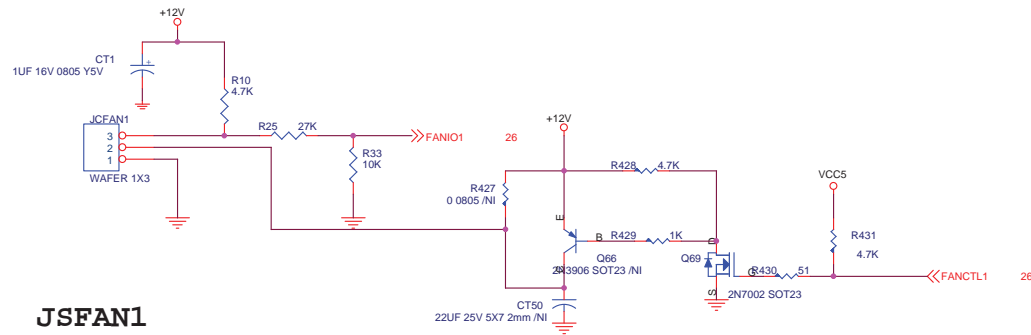 +12V
CT1
1UF 16V 0805 Y5V
R10
4.7K
JCFAN1
3
2
1
WAFER 1X3
R25 27K
R33
10K
FANIO1 26
+12V
R427
0 0805 /NI
R428 4.7K
E
B
R429 1K
Q66
2N3906 SOT23 /NI
D
Q69
G
S
2N7002 SOT23
R430 51
VCC5
R431
4.7K
FANCTL1 26
CT50
22UF 25V 5X7 2mm /NI
JSFAN1